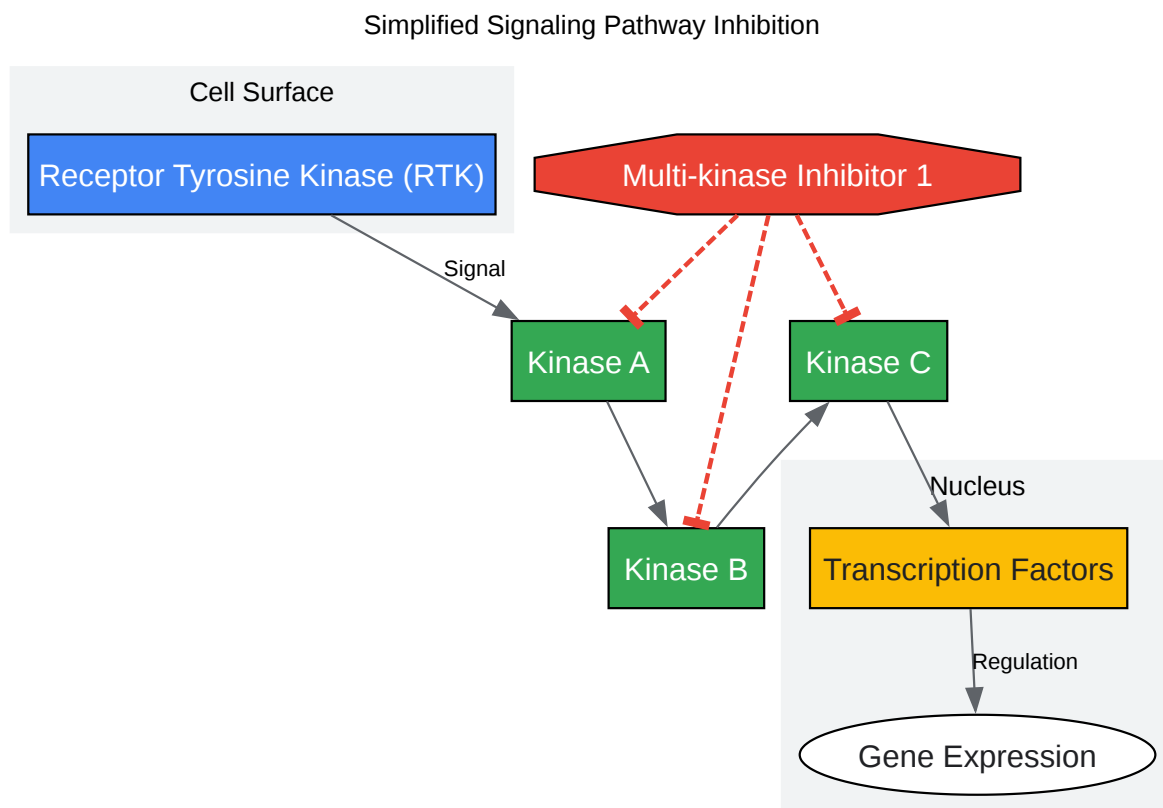 Simplified Signaling Pathway Inhibition
Cell Surface
Receptor Tyrosine Kinase (RTK)
Multi-kinase Inhibitor 1
Signal
Kinase A
Kinase C
Nucleus
Kinase B
Transcription Factors
Regulation
Gene Expression